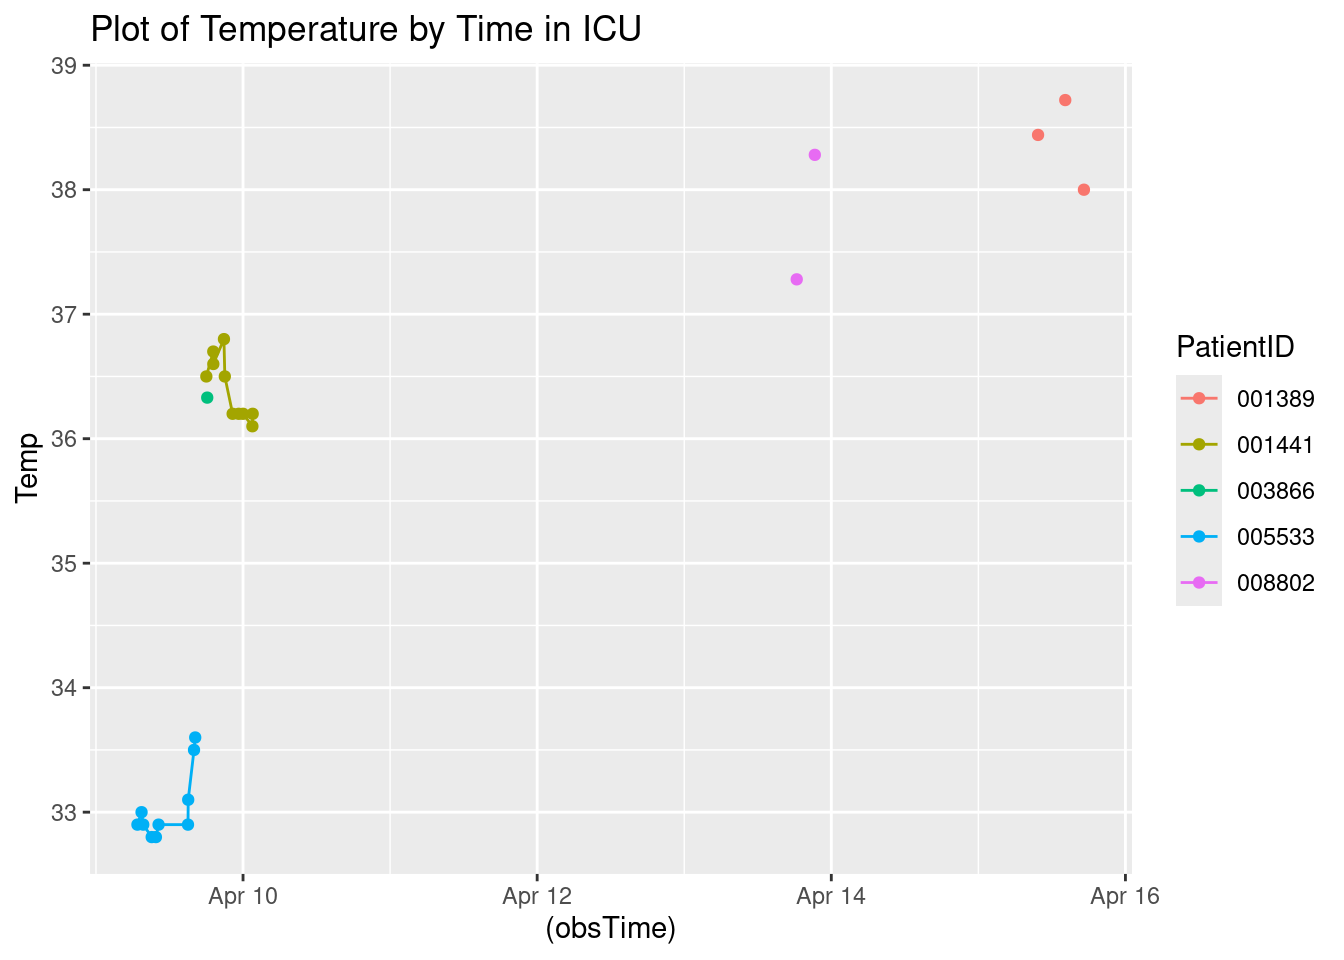 Plot of Temperature by Time in ICU
39
38
37
36
35
34
33
Temp
Apr 10
Apr 12
Apr 14
Apr 16
(obsTime)
PatientID
001389
001441
003866
005533
008802